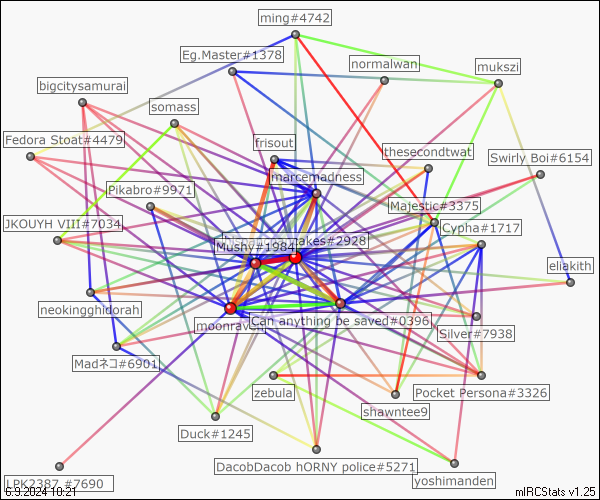 ming#4742
Eg.Master#1378
normalwan
mukszi
bigcitysamurai
somass
Fedora Stoat#4479
frisout
thesecondtwat
Swirly Boi#6154
marcemadness
Pikabro#9971
Majestic#3375
JKOUYH VIII#7034
Cypha#1717
Mushy#1984
takes#2928
eliakith
neokingghidorah
moonraven
Can anything be saved#0396
Silver#7938
Madネコ#6901
zebula
Pocket Persona#3326
shawntee9
Duck#1245
DacobDacob hORNY police#5271
yoshimanden
LPK2387 #7690
6.9.2024 10:21
mIRCStats v1.25